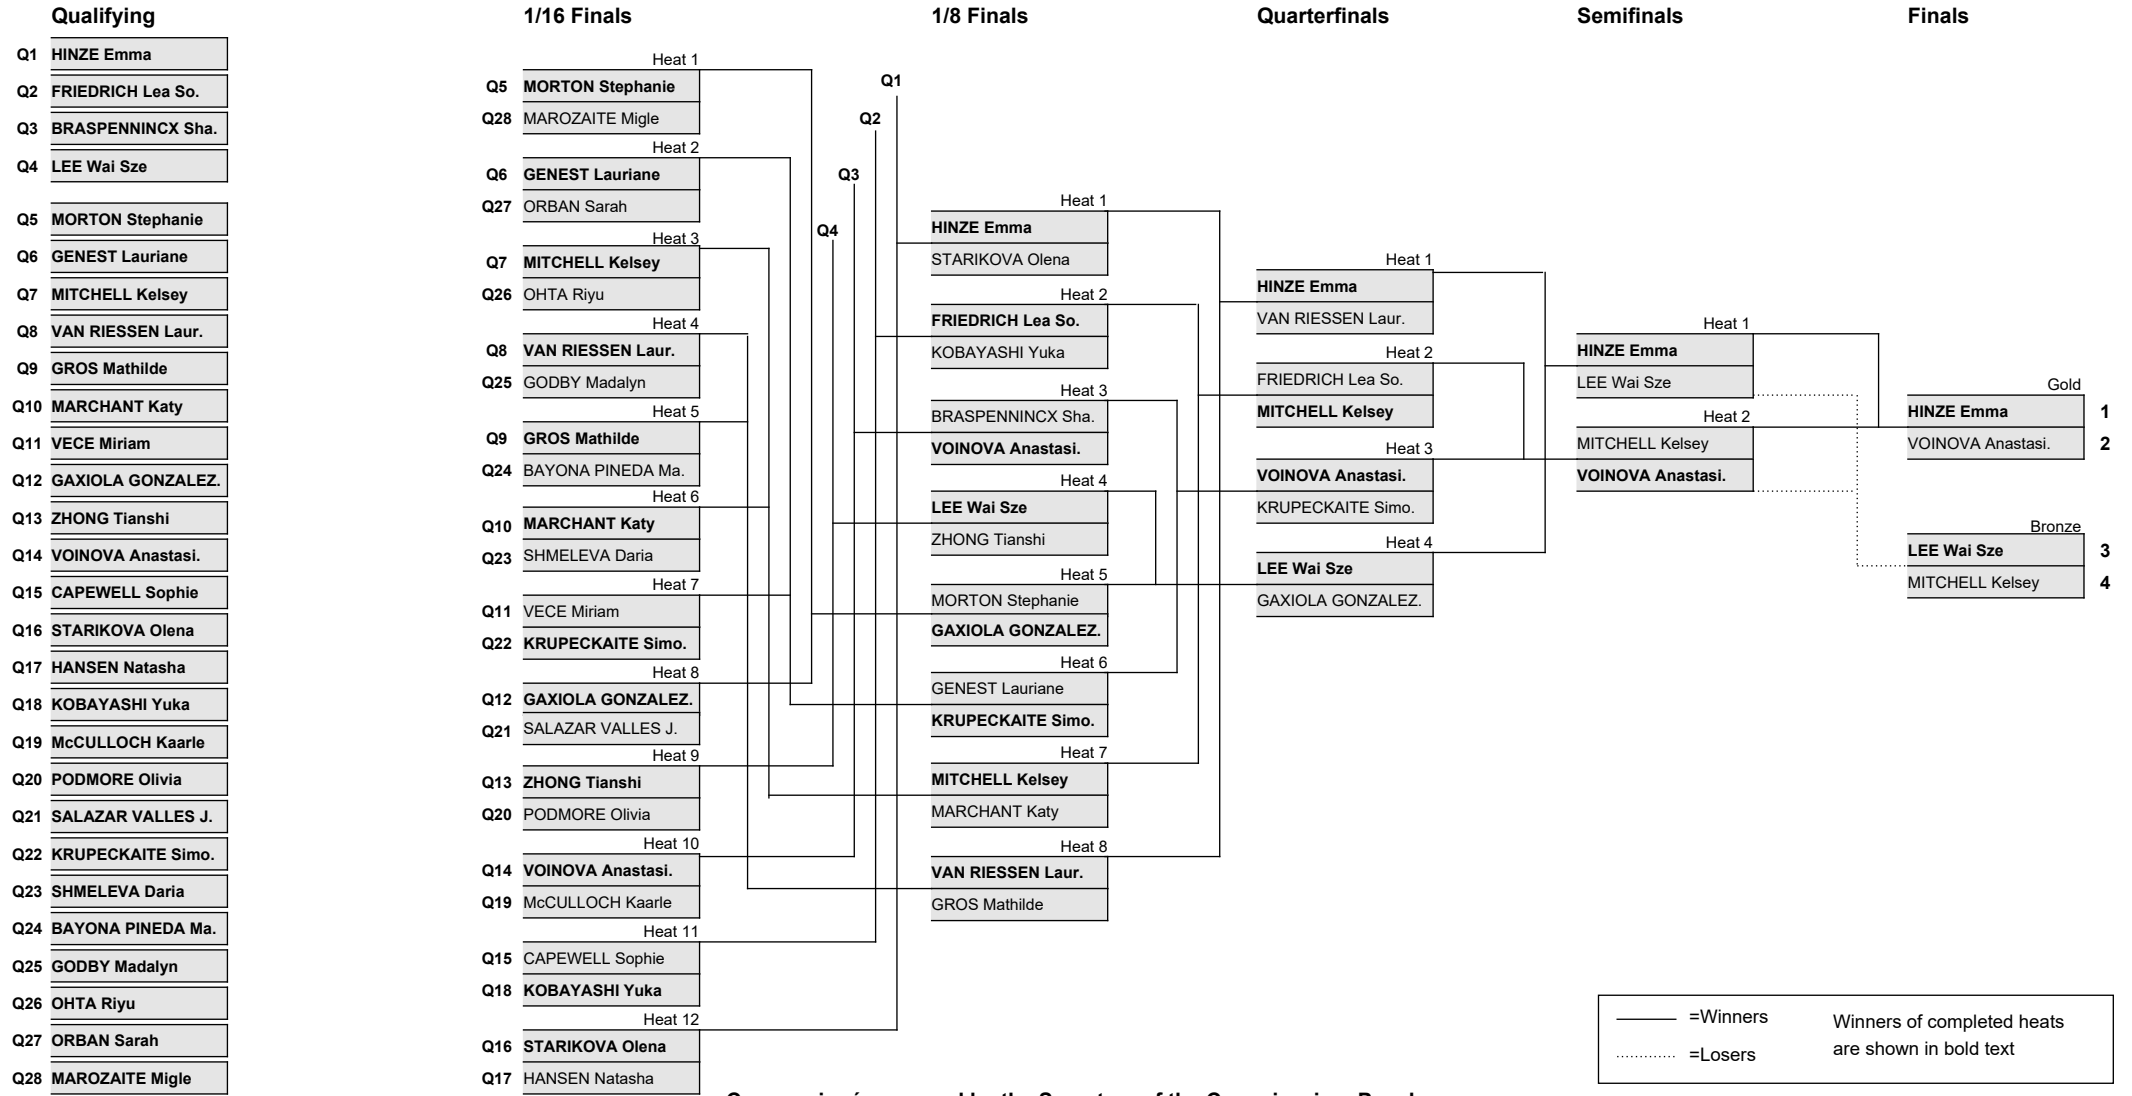 Qualifying
Q1 HINZE Emma
Q2 FRIEDRICH Lea So.
Q3 BRASPENNINCX Sha.
Q4 LEE Wai Sze
Q5 MORTON Stephanie
Q6 GENEST Lauriane
Q7 MITCHELL Kelsey
Q8 VAN RIESSEN Laur.
Q9 GROS Mathilde
Q10 MARCHANT Katy
Q11 VECE Miriam
Q12 GAXIOLA GONZALEZ.
Q13 ZHONG Tianshi
Q14 VOINOVA Anastasi.
Q15 CAPEWELL Sophie
Q16 STARIKOVA Olena
Q17 HANSEN Natasha
Q18 KOBAYASHI Yuka
Q19 McCULLOCH Kaarle
Q20 PODMORE Olivia
Q21 SALAZAR VALLES J.
Q22 KRUPECKAITE Simo.
Q23 SHMELEVA Daria
Q24 BAYONA PINEDA Ma.
Q25 GODBY Madalyn
Q26 OHTA Riyu
Q27 ORBAN Sarah
Q28 MAROZAITE Migle
1/16 Finals
Heat 1
Q5 MORTON Stephanie
Q28 MAROZAITE Migle
Heat 2
Q6 GENEST Lauriane
Q27 ORBAN Sarah
Heat 3
Q7 MITCHELL Kelsey
Q26 OHTA Riyu
Heat 4
Q8 VAN RIESSEN Laur.
Q25 GODBY Madalyn
Heat 5
Q9 GROS Mathilde
Q24 BAYONA PINEDA Ma.
Heat 6
Q10 MARCHANT Katy
Q23 SHMELEVA Daria
Heat 7
Q11 VECE Miriam
Q22 KRUPECKAITE Simo.
Heat 8
Q12 GAXIOLA GONZALEZ.
Q21 SALAZAR VALLES J.
Heat 9
Q13 ZHONG Tianshi
Q20 PODMORE Olivia
Heat 10
Q14 VOINOVA Anastasi.
Q19 McCULLOCH Kaarle
Heat 11
Q15 CAPEWELL Sophie
Q18 KOBAYASHI Yuka
Heat 12
Q16 STARIKOVA Olena
Q17 HANSEN Natasha
1/8 Finals
Q1
Q2
Q3
Q4
Heat 1
HINZE Emma
STARIKOVA Olena
Heat 2
FRIEDRICH Lea So.
KOBAYASHI Yuka
Heat 3
BRASPENNINCX Sha.
VOINOVA Anastasi.
Heat 4
LEE Wai Sze
ZHONG Tianshi
Heat 5
MORTON Stephanie
GAXIOLA GONZALEZ.
Heat 6
GENEST Lauriane
KRUPECKAITE Simo.
Heat 7
MITCHELL Kelsey
MARCHANT Katy
Heat 8
VAN RIESSEN Laur.
GROS Mathilde
Quarterfinals
Heat 1
HINZE Emma
VAN RIESSEN Laur.
Heat 2
FRIEDRICH Lea So.
MITCHELL Kelsey
Heat 3
VOINOVA Anastasi.
KRUPECKAITE Simo.
Heat 4
LEE Wai Sze
GAXIOLA GONZALEZ.
Semifinals
Heat 1
HINZE Emma
LEE Wai Sze
Heat 2
MITCHELL Kelsey
VOINOVA Anastasi.
Finals
Gold
HINZE Emma 1
VOINOVA Anastasi. 2
Bronze
LEE Wai Sze 3
MITCHELL Kelsey 4
=Winners
=Losers
Winners of completed heats
are shown in bold text